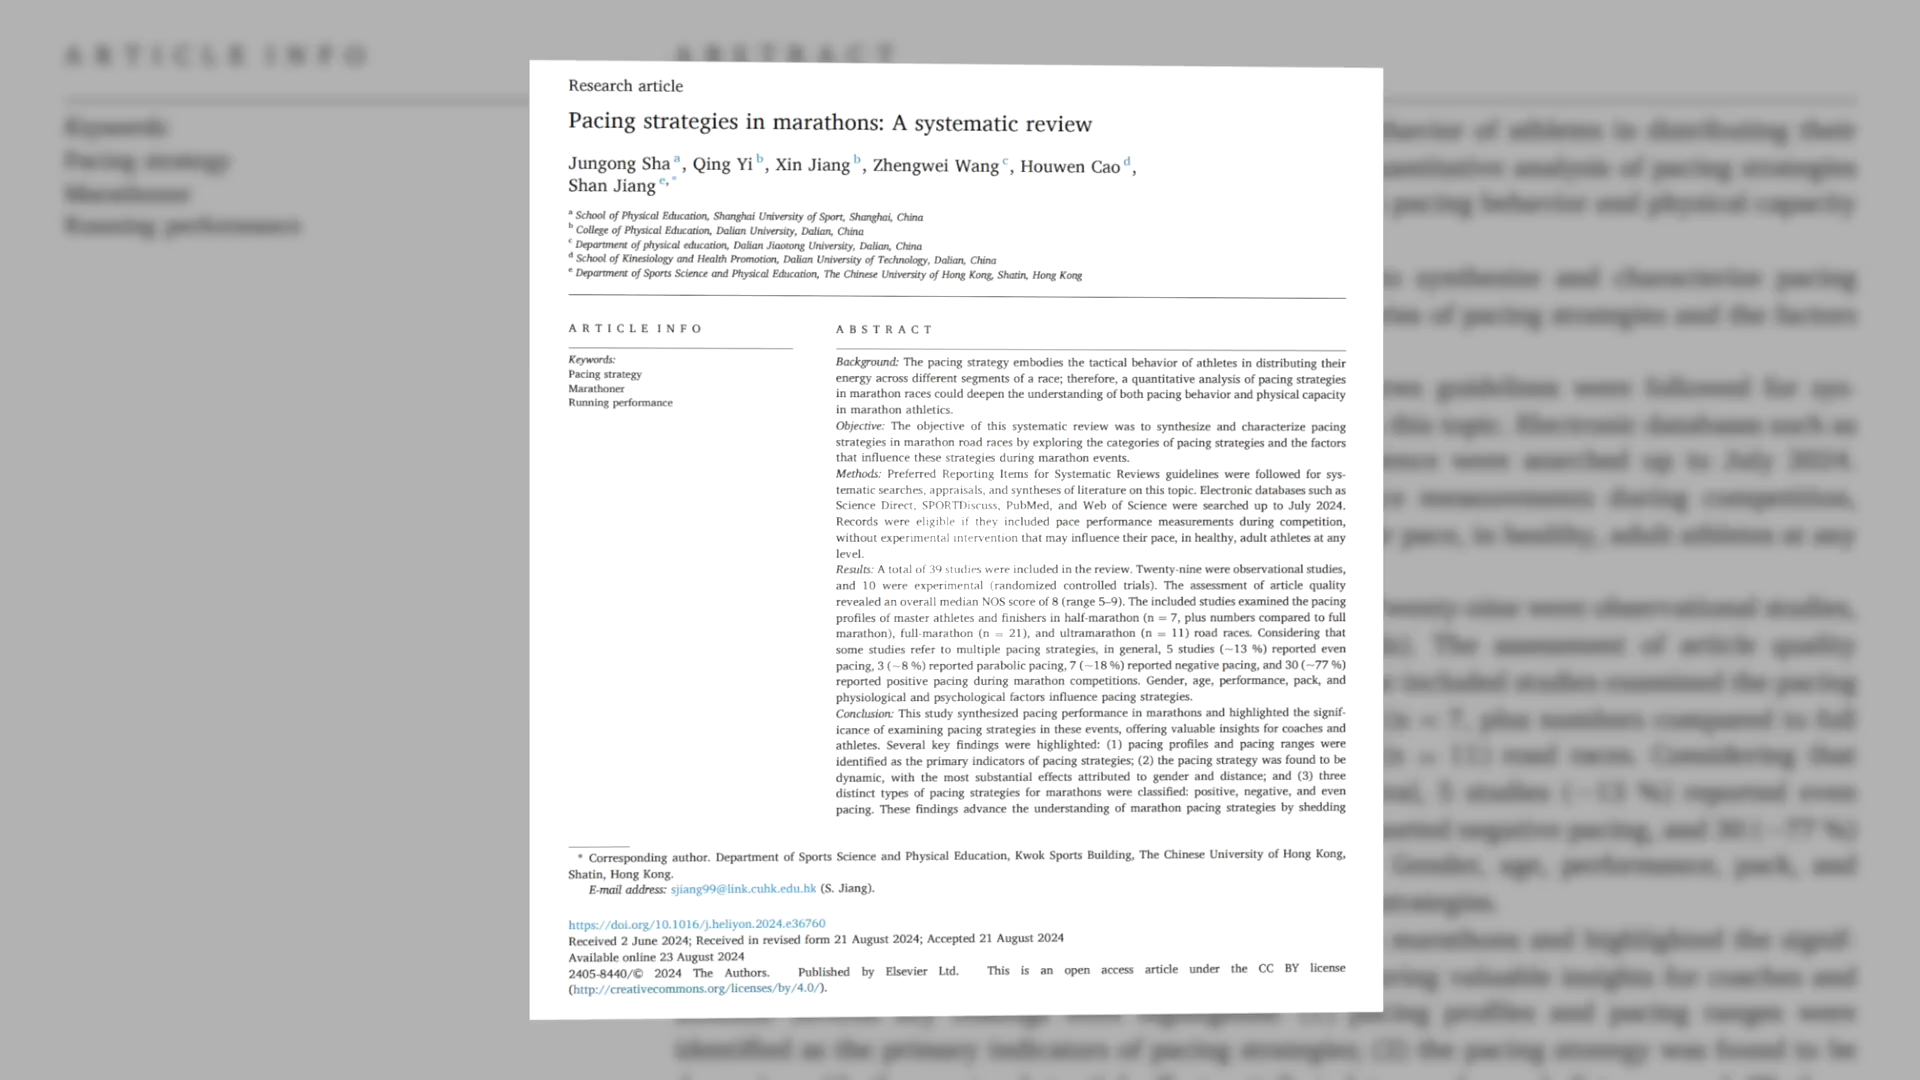 Research article
Pacing strategies in marathons: A systematic review
Jungong Sha a, Qing Yi b, Xin Jiang b, Zhengwei Wang c, Houwen Cao d,
Shan Jiang e,*
a School of Physical Education, Shanghai University of Sport, Shanghai, China
b College of Physical Education, Dalian University, Dalian, China
c Department of physical education, Dalian Jiaotong University, Dalian, China
d School of Kinesiology and Health Promotion, Dalian University of Technology, Dalian, China
e Department of Sports Science and Physical Education, The Chinese University of Hong Kong, Shatin, Hong Kong
ARTICLE INFO
Keywords:
Pacing strategy
Marathoner
Running performance
ABSTRACT
Background: The pacing strategy embodies the tactical behavior of athletes in distributing their
energy across different segments of a race; therefore, a quantitative analysis of pacing strategies
in marathon races could deepen the understanding of both pacing behavior and physical capacity
in marathon athletics.
Objective: The objective of this systematic review was to synthesize and characterize pacing
strategies in marathon road races by exploring the categories of pacing strategies and the factors
that influence these strategies during marathon events.
Methods: Preferred Reporting Items for Systematic Reviews guidelines were followed for sys-
tematic searches, appraisals, and syntheses of literature on this topic. Electronic databases such as
Science Direct, SPORTDiscuss, PubMed, and Web of Science were searched up to July 2024.
Records were eligible if they included pace performance measurements during competition,
without experimental intervention that may influence their pace, in healthy, adult athletes at any
level.
Results: A total of 39 studies were included in the review. Twenty-nine were observational studies,
and 10 were experimental (randomized controlled trials). The assessment of article quality
revealed an overall median NOS score of 8 (range 5–9). The included studies examined the pacing
profiles of master athletes and finishers in half-marathon (n = 7, plus numbers compared to full
marathon), full-marathon (n = 21), and ultramarathon (n = 11) road races. Considering that
some studies refer to multiple pacing strategies, in general, 5 studies (~13 %) reported even
pacing, 3 (~8 %) reported parabolic pacing, 7 (~18 %) reported negative pacing, and 30 (~77 %)
reported positive pacing during marathon competitions. Gender, age, performance, pack, and
physiological and psychological factors influence pacing strategies.
Conclusion: This study synthesized pacing performance in marathons and highlighted the signif-
icance of examining pacing strategies in these events, offering valuable insights for coaches and
athletes. Several key findings were highlighted: (1) pacing profiles and pacing ranges were
identified as the primary indicators of pacing strategies; (2) the pacing strategy was found to be
dynamic, with the most substantial effects attributed to gender and distance; and (3) three
distinct types of pacing strategies for marathons were classified: positive, negative, and even
pacing. These findings advance the understanding of marathon pacing strategies by shedding
* Corresponding author. Department of Sports Science and Physical Education, Kwok Sports Building, The Chinese University of Hong Kong,
Shatin, Hong Kong.
E-mail address: sjiang99@link.cuhk.edu.hk (S. Jiang).
https://doi.org/10.1016/j.heliyon.2024.e36760
Received 2 June 2024; Received in revised form 21 August 2024; Accepted 21 August 2024
Available online 23 August 2024
2405-8440/© 2024 The Authors. Published by Elsevier Ltd. This is an open access article under the CC BY license
(http://creativecommons.org/licenses/by/4.0/).